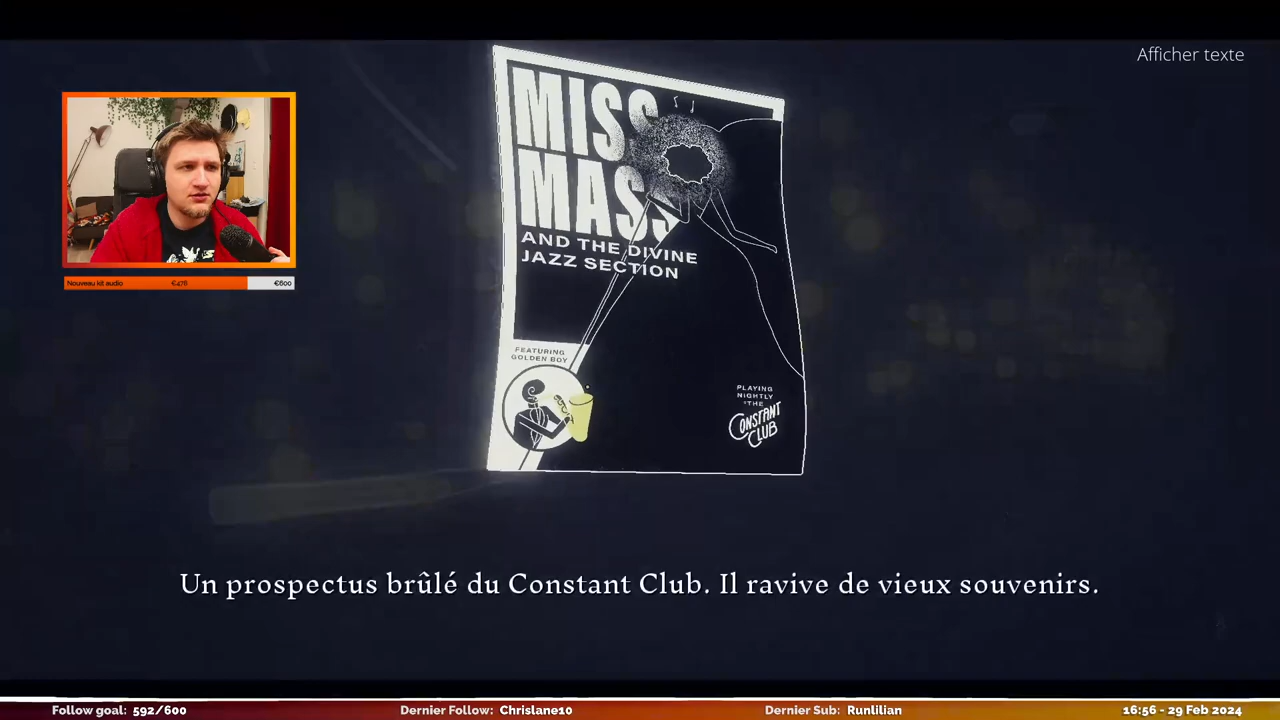 Afficher texte
MISS
MASS
AND THE DIVINE
JAZZ SECTION
FEATURING
GOLDEN BOY
PLAYING
NIGHTLY
THE
CONSTANT
CLUB
Nouveau kit audio €476 €600
Un prospectus brûlé du Constant Club. Il ravive de vieux souvenirs.
Follow goal: 592/600 Dernier Follow: Chrislane10 Dernier Sub: Runlilian 16:56 - 29 Feb 2024